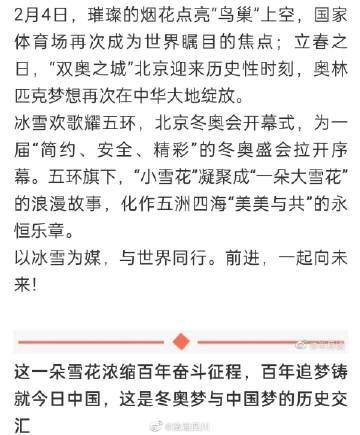 2月4日，璀璨的烟花点亮“鸟巢”上空，国家
体育场再次成为世界瞩目的焦点；立春之
日，“双奥之城”北京迎来历史性时刻，奥林
匹克梦想再次在中华大地绽放。
冰雪欢歌耀五环，北京冬奥会开幕式，为一
届“简约、安全、精彩”的冬奥盛会拉开序
幕。五环旗下，“小雪花”凝聚成“一朵大雪花”
的浪漫故事，化作五洲四海“美美与共”的永
恒乐章。
以冰雪为媒，与世界同行。前进，一起向未
来！
这一朵雪花浓缩百年奋斗征程，百年追梦铸
就今日中国，这是冬奥梦与中国梦的历史交
汇